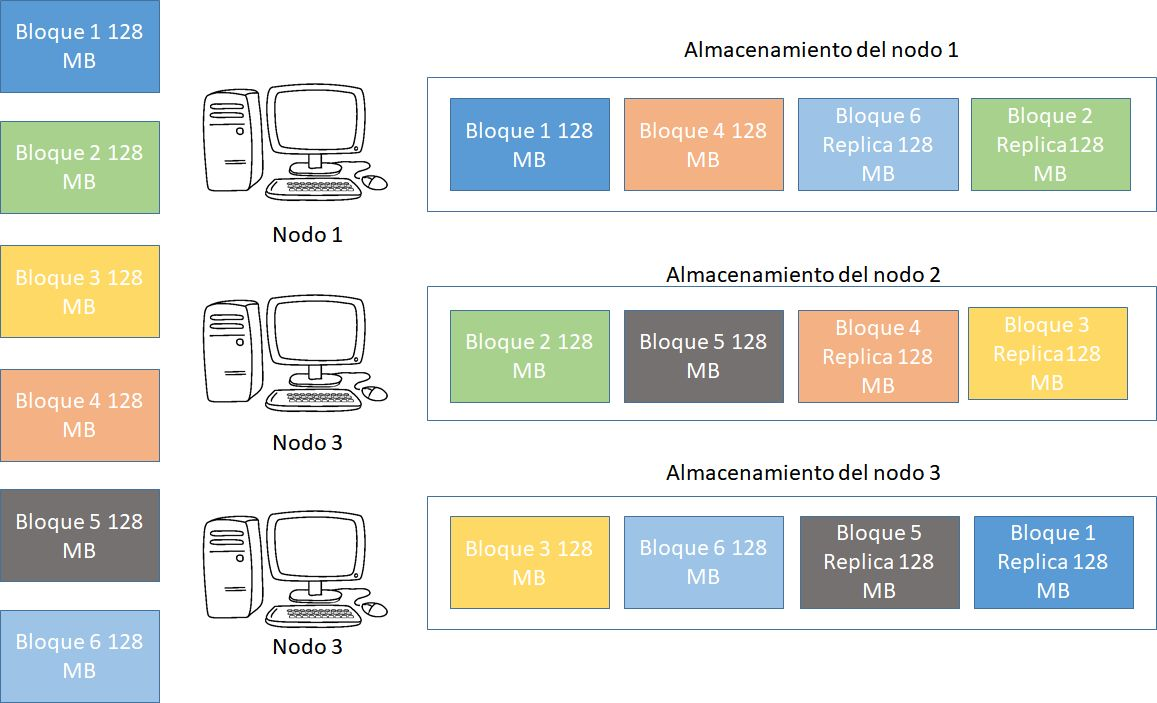 Bloque 1 128
MB
Bloque 2 128
MB
Bloque 3 128
MB
Bloque 4 128
MB
Bloque 5 128
MB
Bloque 6 128
MB
Nodo 1
Almacenamiento del nodo 1
Bloque 1 128
MB
Bloque 4 128
MB
Bloque 6
Replica 128
MB
Bloque 2
Replica128
MB
Nodo 3
Almacenamiento del nodo 2
Bloque 2 128
MB
Bloque 5 128
MB
Bloque 4
Replica 128
MB
Bloque 3
Replica128
MB
Nodo 3
Almacenamiento del nodo 3
Bloque 3 128
MB
Bloque 6 128
MB
Bloque 5
Replica 128
MB
Bloque 1
Replica 128
MB